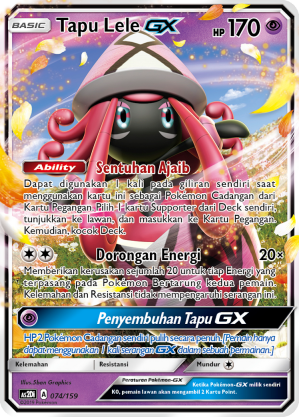 BASIC Tapu Lele GX HP 170
Ability Sentuhan Ajaib
Dapat digunakan 1 kali pada giliran sendiri saat
menggunakan kartu ini sebagai Pokémon Cadangan dari
Kartu Pegangan. Pilih 1 kartu Supporter dari Deck sendiri,
tunjukkan ke lawan, dan masukkan ke Kartu Pegangan.
Kemudian, kocok Deck.
Dorongan Energi 20×
Memberikan kerusakan sejumlah 20 untuk tiap Energi yang
terpasang pada Pokémon Bertarung kedua pemain.
Kelemahan dan Resistansi tidak mempengaruhi serangan ini.
Penyembuhan Tapu GX
HP 2 Pokémon Cadangan sendiri pulih secara penuh. [Pemain hanya
dapat menggunakan 1 kali serangan GX dalam sebuah permainan.]
Kelemahan Resistansi Mundur
Illus. 5ban Graphics
Peraturan Pokémon-GX
Ketika Pokémon-GX milik sendiri
KO, pemain lawan akan mengambil 2 Kartu Point.
AS2D A 074/159